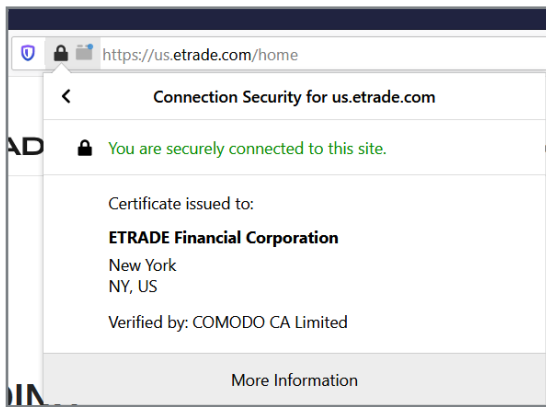 https://us.etrade.com/home
Connection Security for us.etrade.com
AD
You are securely connected to this site.
Certificate issued to:
ETRADE Financial Corporation
New York
NY, US
Verified by: COMODO CA Limited
More Information